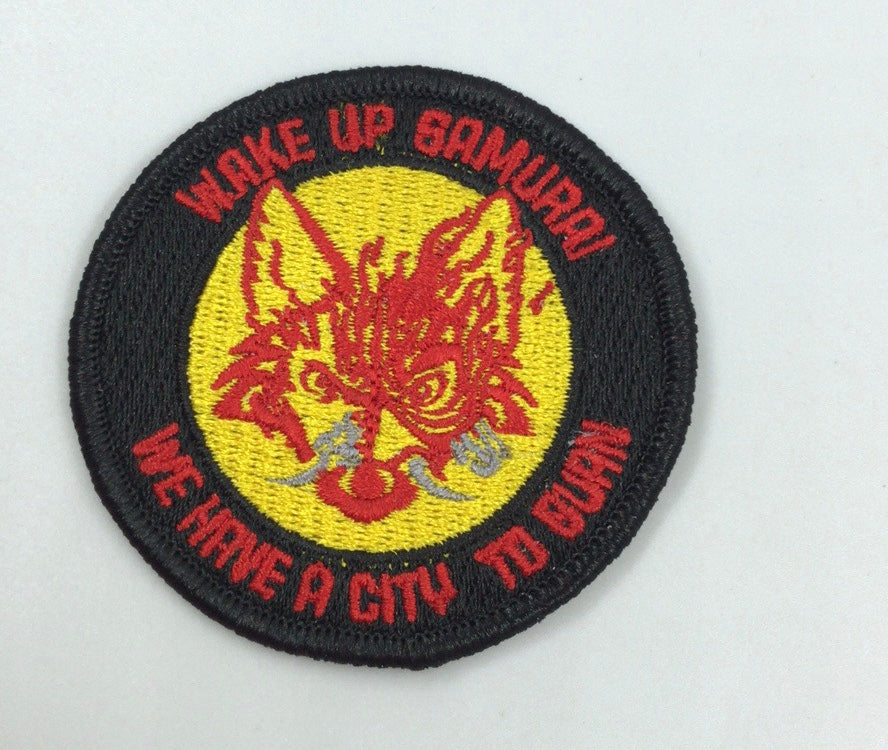 WAKE UP SAMURAI
WE HAVE A CITY TO BURN